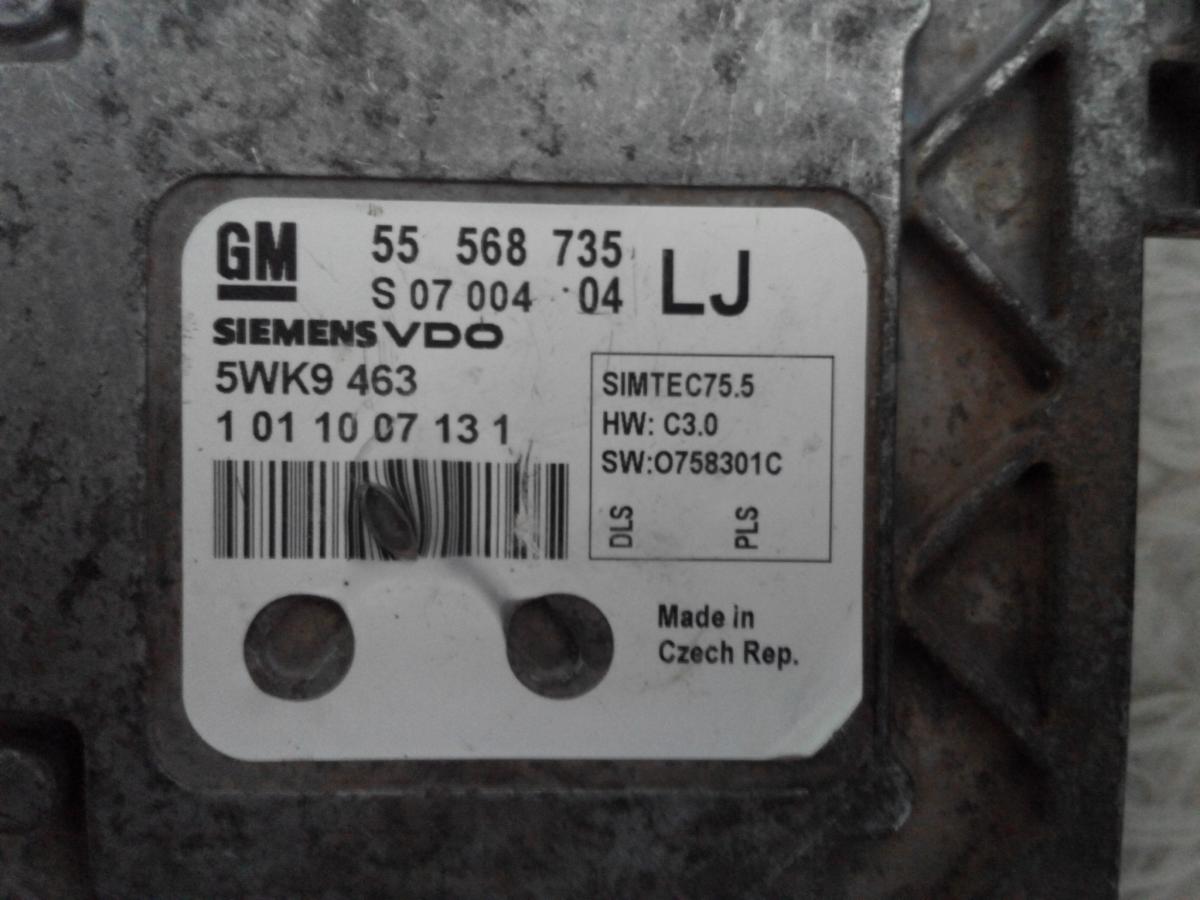 GM 55 568 735 LJ
S 07 004 04
SIEMENS VDO
5WK9 463
1 01 10 07 13 1
SIMTEC75.5
HW: C3.0
SW:O758301C
DLS PLS
Made in
Czech Rep.